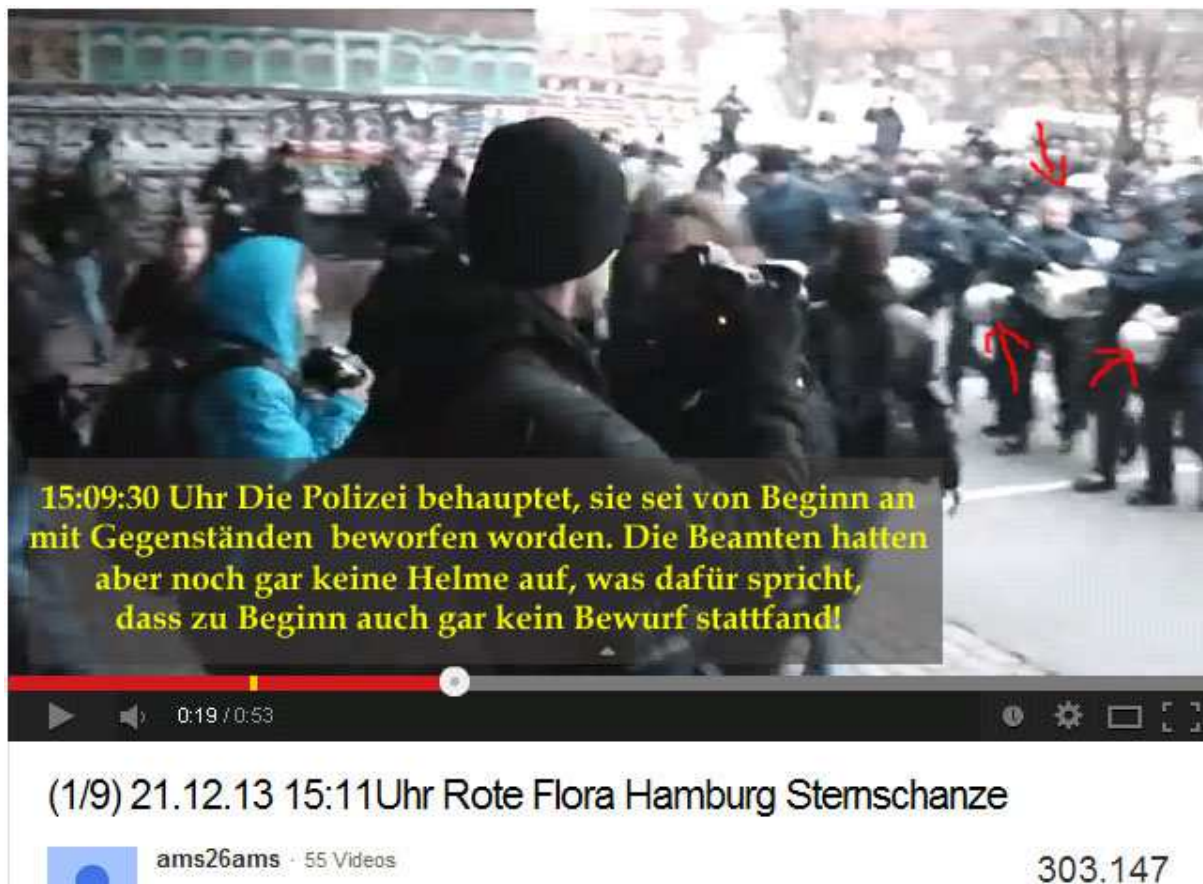 15:09:30 Uhr Die Polizei behauptet, sie sei von Beginn an
mit Gegenständen beworfen worden. Die Beamten hatten
aber noch gar keine Helme auf, was dafür spricht,
dass zu Beginn auch gar kein Bewurf stattfand!
0:19 / 0:53
(1/9) 21.12.13 15:11Uhr Rote Flora Hamburg Sternschanze
ams26ams · 55 Videos
303.147